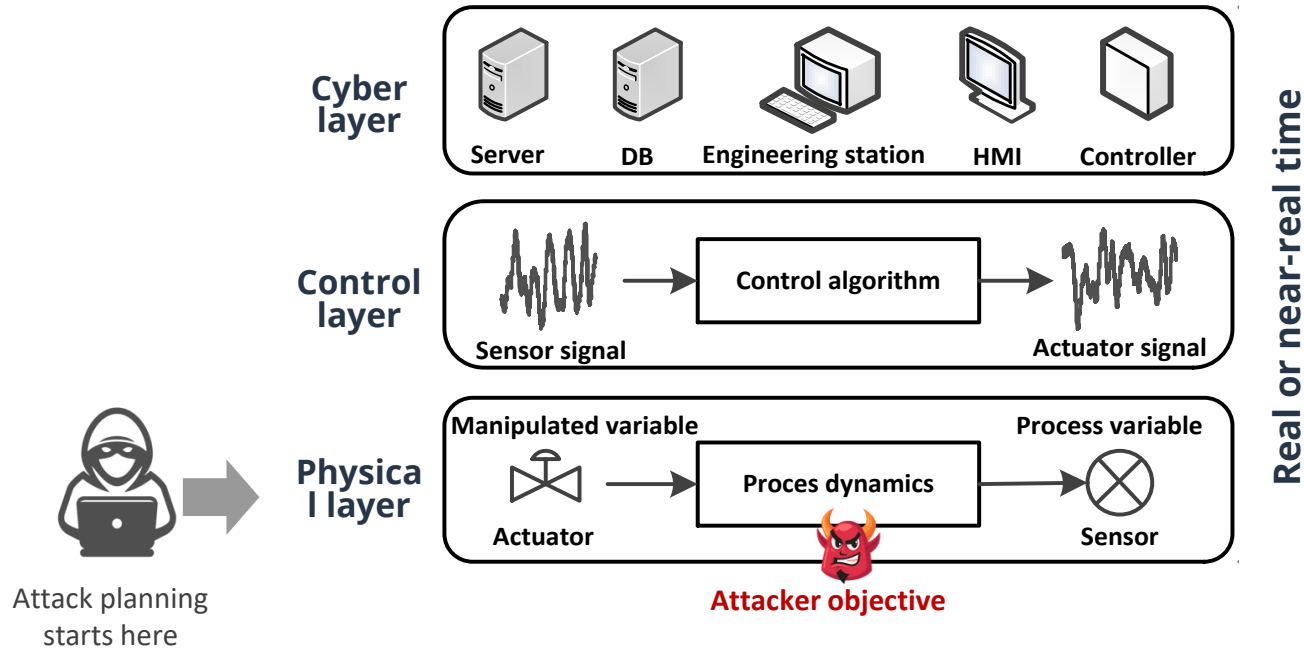 Cyber
layer
Server
DB
Engineering station
HMI
Controller
Control
layer
Sensor signal
Control algorithm
Actuator signal
Physica
l layer
Manipulated variable
Process variable
Proces dynamics
Actuator
Sensor
Attacker objective
Attack planning
starts here
Real or near-real time